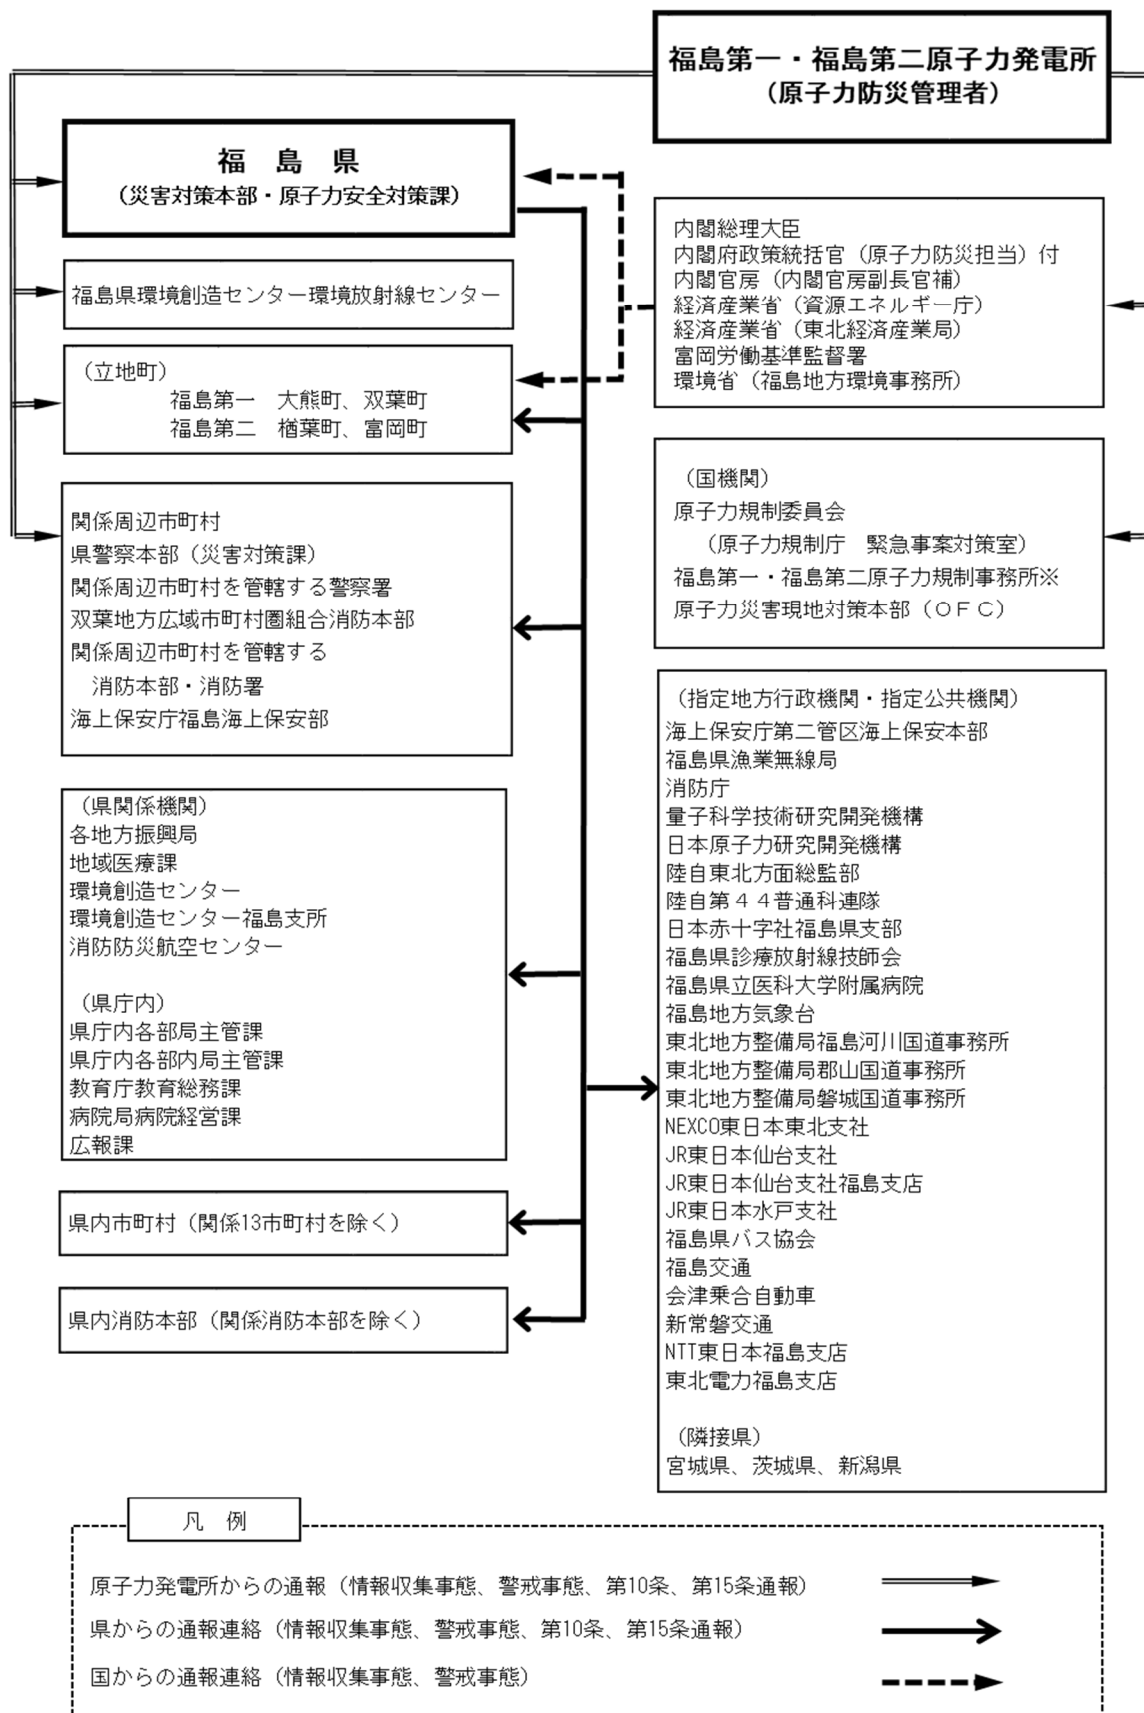 福島第一・福島第二原子力発電所
(原子力防災管理者)
福 島 県
(災害対策本部・原子力安全対策課)
福島県環境創造センター環境放射線センター
(立地町)
福島第一 大熊町、双葉町
福島第二 楢葉町、富岡町
関係周辺市町村
県警察本部(災害対策課)
関係周辺市町村を管轄する警察署
双葉地方広域市町村圏組合消防本部
関係周辺市町村を管轄する
消防本部・消防署
海上保安庁福島海上保安部
(県関係機関)
各地方振興局
地域医療課
環境創造センター
環境創造センター福島支所
消防防災航空センター
(県庁内)
県庁内各部局主管課
県庁内各部内局主管課
教育庁教育総務課
病院局病院経営課
広報課
県内市町村(関係13市町村を除く)
県内消防本部(関係消防本部を除く)
内閣総理大臣
内閣府政策統括官(原子力防災担当)付
内閣官房(内閣官房副長官補)
経済産業省(資源エネルギー庁)
経済産業省(東北経済産業局)
富岡労働基準監督署
環境省(福島地方環境事務所)
(国機関)
原子力規制委員会
(原子力規制庁 緊急事案対策室)
福島第一・福島第二原子力規制事務所※
原子力災害現地対策本部(OFC)
(指定地方行政機関・指定公共機関)
海上保安庁第二管区海上保安本部
福島県漁業無線局
消防庁
量子科学技術研究開発機構
日本原子力研究開発機構
陸自東北方面総監部
陸自第44普通科連隊
日本赤十字社福島県支部
福島県診療放射線技師会
福島県立医科大学附属病院
福島地方気象台
東北地方整備局福島河川国道事務所
東北地方整備局郡山国道事務所
東北地方整備局磐城国道事務所
NEXCO東日本東北支社
JR東日本仙台支社
JR東日本仙台支社福島支店
JR東日本水戸支社
福島県バス協会
福島交通
会津乗合自動車
新常磐交通
NTT東日本福島支店
東北電力福島支店
(隣接県)
宮城県、茨城県、新潟県
凡 例
原子力発電所からの通報(情報収集事態、警戒事態、第10条、第15条通報)
県からの通報連絡(情報収集事態、警戒事態、第10条、第15条通報)
国からの通報連絡(情報収集事態、警戒事態)